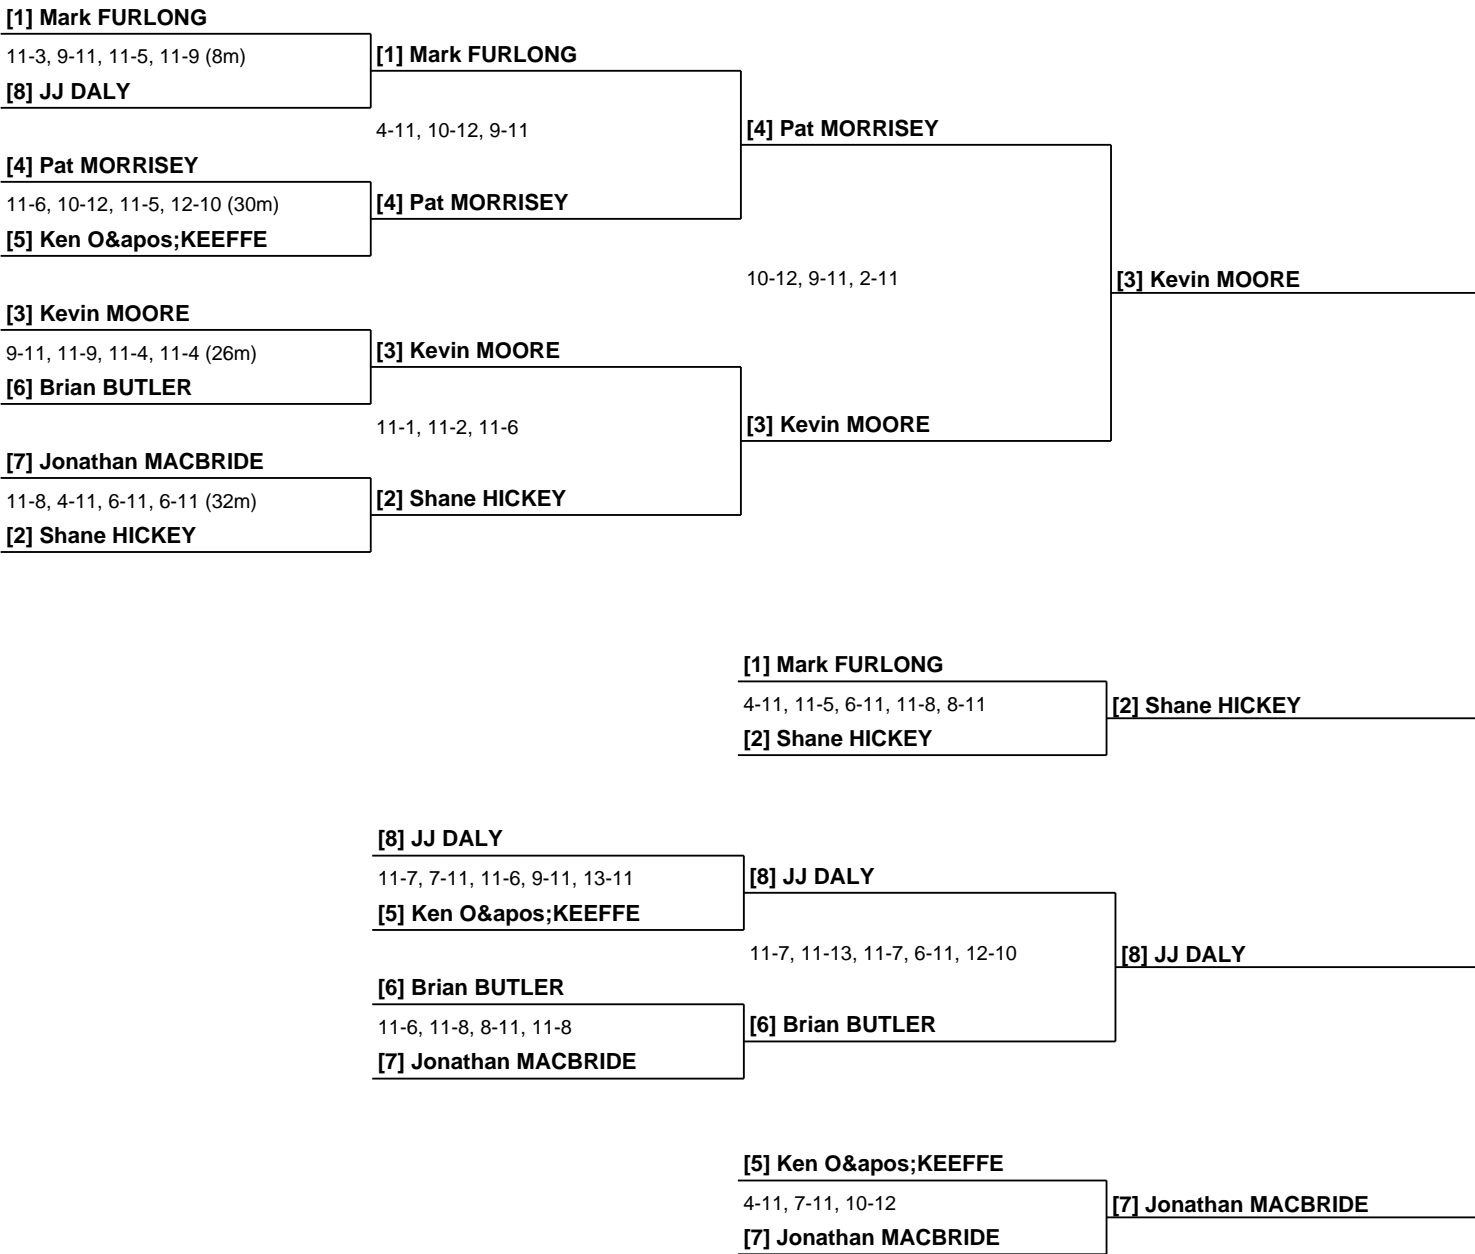 [1] Mark FURLONG
11-3, 9-11, 11-5, 11-9 (8m)
[8] JJ DALY
[1] Mark FURLONG
4-11, 10-12, 9-11
[4] Pat MORRISEY
[4] Pat MORRISEY
11-6, 10-12, 11-5, 12-10 (30m)
[5] Ken O&apos;KEEFFE
[4] Pat MORRISEY
10-12, 9-11, 2-11
[3] Kevin MOORE
[3] Kevin MOORE
9-11, 11-9, 11-4, 11-4 (26m)
[6] Brian BUTLER
[3] Kevin MOORE
11-1, 11-2, 11-6
[3] Kevin MOORE
[7] Jonathan MACBRIDE
11-8, 4-11, 6-11, 6-11 (32m)
[2] Shane HICKEY
[2] Shane HICKEY
[1] Mark FURLONG
4-11, 11-5, 6-11, 11-8, 8-11
[2] Shane HICKEY
[2] Shane HICKEY
[8] JJ DALY
11-7, 7-11, 11-6, 9-11, 13-11
[5] Ken O&apos;KEEFFE
[8] JJ DALY
11-7, 11-13, 11-7, 6-11, 12-10
[8] JJ DALY
[6] Brian BUTLER
11-6, 11-8, 8-11, 11-8
[7] Jonathan MACBRIDE
[6] Brian BUTLER
[5] Ken O&apos;KEEFFE
4-11, 7-11, 10-12
[7] Jonathan MACBRIDE
[7] Jonathan MACBRIDE